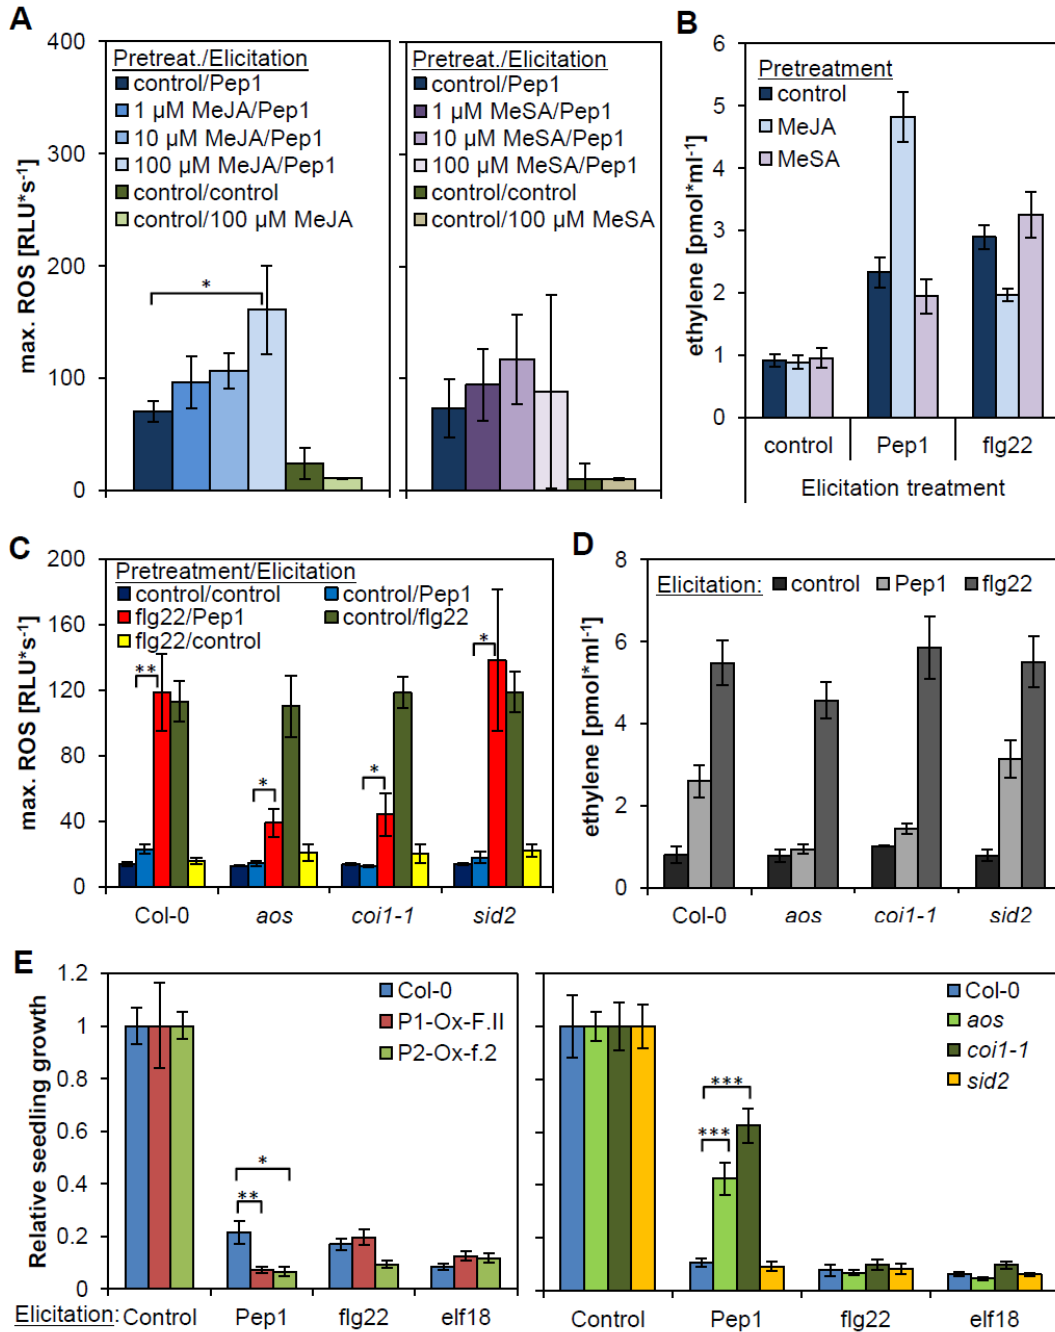 A
max. ROS [RLU*s-1]
400
300
200
100
0
Pretreat./Elicitation
control/Pep1
1 µM MeJA/Pep1
10 µM MeJA/Pep1
100 µM MeJA/Pep1
control/control
control/100 µM MeJA
*
Pretreat./Elicitation
control/Pep1
1 µM MeSA/Pep1
10 µM MeSA/Pep1
100 µM MeSA/Pep1
control/control
control/100 µM MeSA
B
ethylene [pmol*ml-1]
6
5
4
3
2
1
0
Pretreatment
control
MeJA
MeSA
control Pep1 flg22
Elicitation treatment
C
max. ROS [RLU*s-1]
200
160
120
80
40
0
Pretreatment/Elicitation
control/control control/Pep1
flg22/Pep1 control/flg22
flg22/control
** * * *
Col-0 aos coi1-1 sid2
D
ethylene [pmol*ml-1]
8
6
4
2
0
Elicitation: control Pep1 flg22
Col-0 aos coi1-1 sid2
E
Relative seedling growth
1.2
1
0.8
0.6
0.4
0.2
0
Col-0
P1-Ox-F.II
P2-Ox-f.2
*
**
Elicitation: Control Pep1 flg22 elf18
Col-0
aos
coi1-1
sid2
***
***
Control Pep1 flg22 elf18